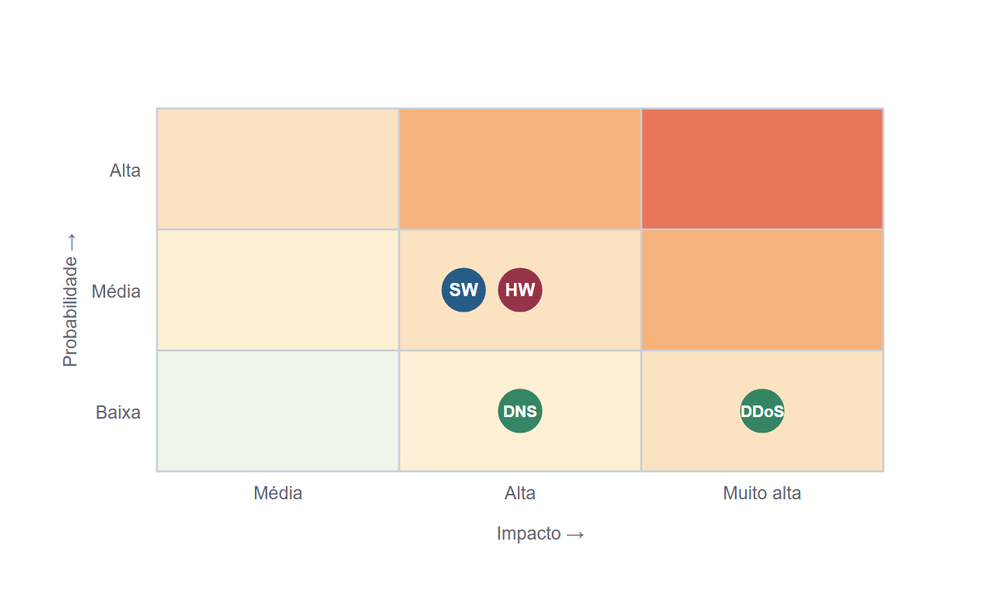 Alta
Probabilidade →
Média
SW
HW
Baixa
DNS
DDoS
Média
Alta
Muito alta
Impacto →